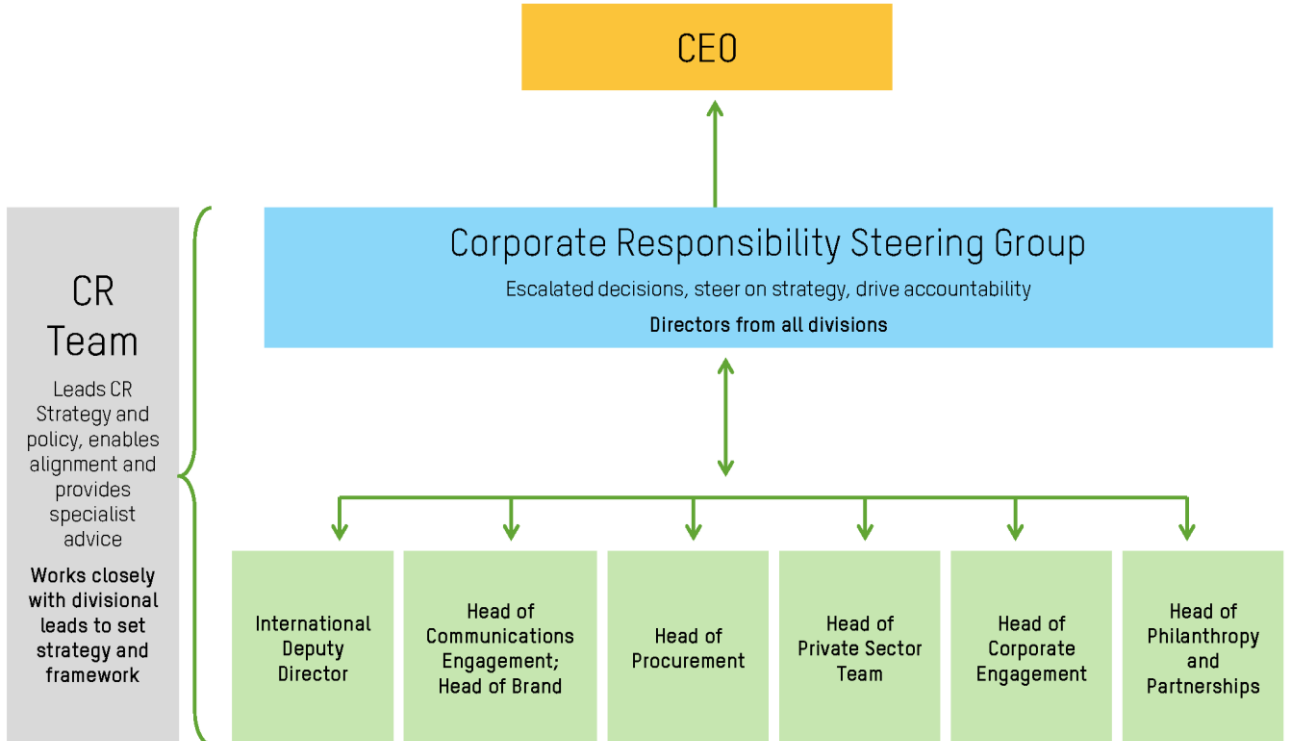 CEO
Corporate Responsibility Steering Group
Escalated decisions, steer on strategy, drive accountability
Directors from all divisions
CR
Team
Leads CR
Strategy and
policy, enables
alignment and
provides
specialist
advice
Works closely
with divisional
leads to set
strategy and
framework
International
Deputy
Director
Head of
Communications
Engagement;
Head of Brand
Head of
Procurement
Head of
Private Sector
Team
Head of
Corporate
Engagement
Head of
Philanthropy
and
Partnerships